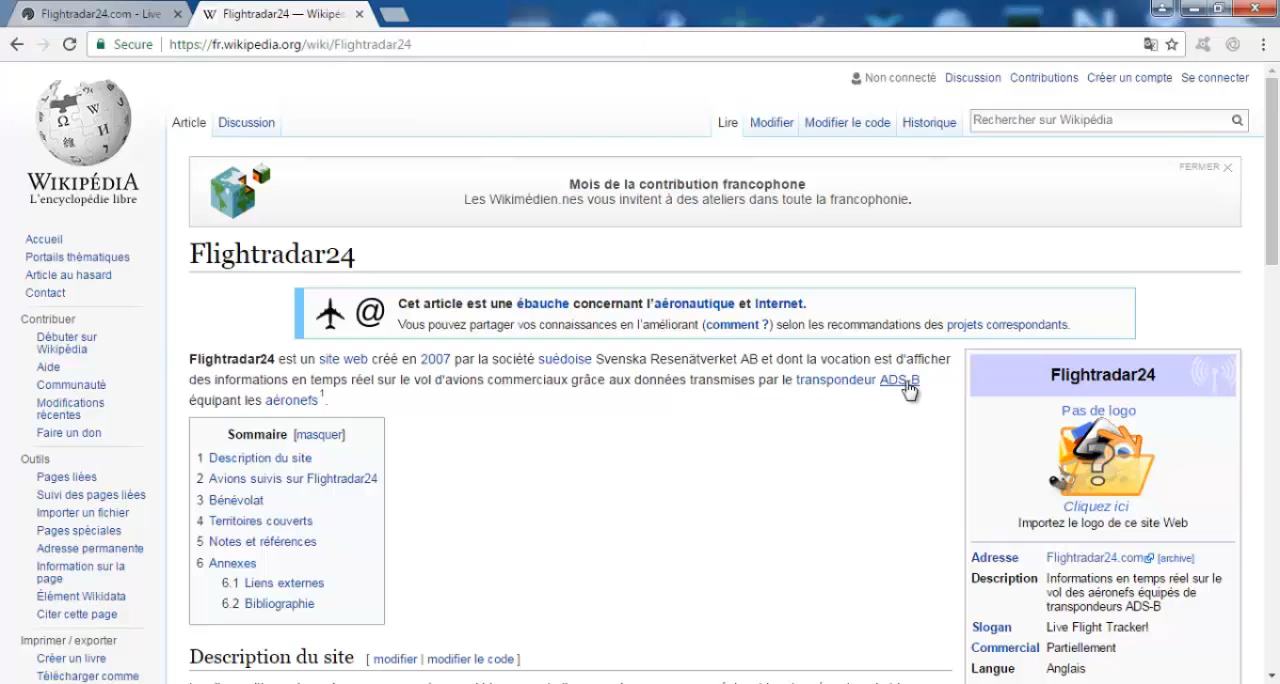 Flightradar24.com - Live
Flightradar24 — Wikipé
Secure
https://fr.wikipedia.org/wiki/Flightradar24
Non connecté Discussion Contributions Créer un compte Se connecter
Article Discussion Lire Modifier Modifier le code Historique Rechercher sur Wikipédia
WIKIPÉDIA
L'encyclopédie libre
Accueil
Portails thématiques
Article au hasard
Contact
Contribuer
Débuter sur
Wikipédia
Aide
Communauté
Modifications
récentes
Faire un don
Outils
Pages liées
Suivi des pages liées
Importer un fichier
Pages spéciales
Adresse permanente
Information sur la
page
Élément Wikidata
Citer cette page
Imprimer / exporter
Créer un livre
Télécharger comme
FERMER
Mois de la contribution francophone
Les Wikimédien.nes vous invitent à des ateliers dans toute la francophonie.
Flightradar24
@ Cet article est une ébauche concernant l'aéronautique et Internet.
Vous pouvez partager vos connaissances en l'améliorant (comment ?) selon les recommandations des projets correspondants.
Flightradar24 est un site web créé en 2007 par la société suédoise Svenska Resenätverket AB et dont la vocation est d'afficher
des informations en temps réel sur le vol d'avions commerciaux grâce aux données transmises par le transpondeur ADS-B
équipant les aéronefs 1.
Sommaire [masquer]
1 Description du site
2 Avions suivis sur Flightradar24
3 Bénévolat
4 Territoires couverts
5 Notes et références
6 Annexes
6.1 Liens externes
6.2 Bibliographie
Description du site [ modifier | modifier le code ]
Flightradar24
Pas de logo
?
Cliquez ici
Importez le logo de ce site Web
Adresse Flightradar24.com [archive]
Description Informations en temps réel sur le
vol des aéronefs équipés de
transpondeurs ADS-B
Slogan Live Flight Tracker!
Commercial Partiellement
Langue Anglais